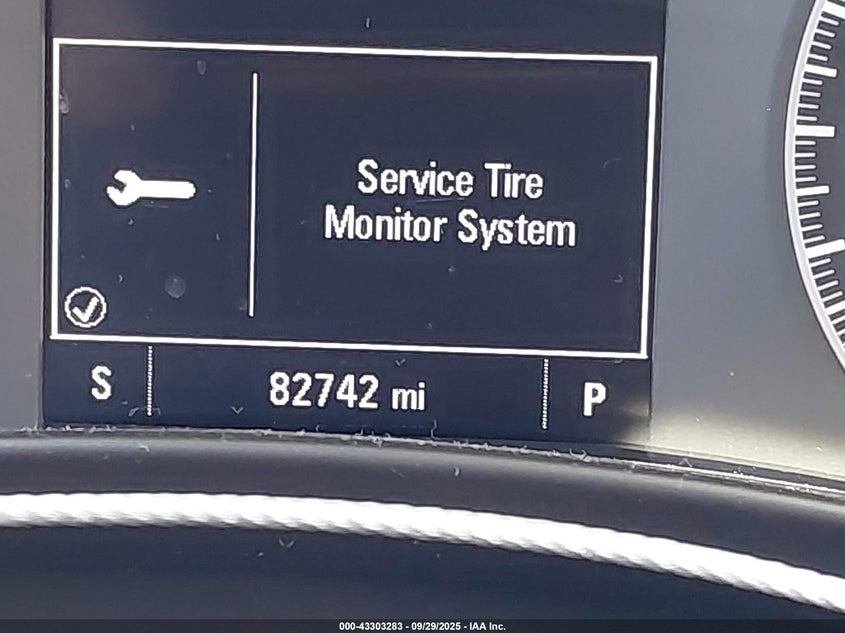 Service Tire
Monitor System
S 82742 mi P
000-43303283 - 09/29/2025 - IAA Inc.